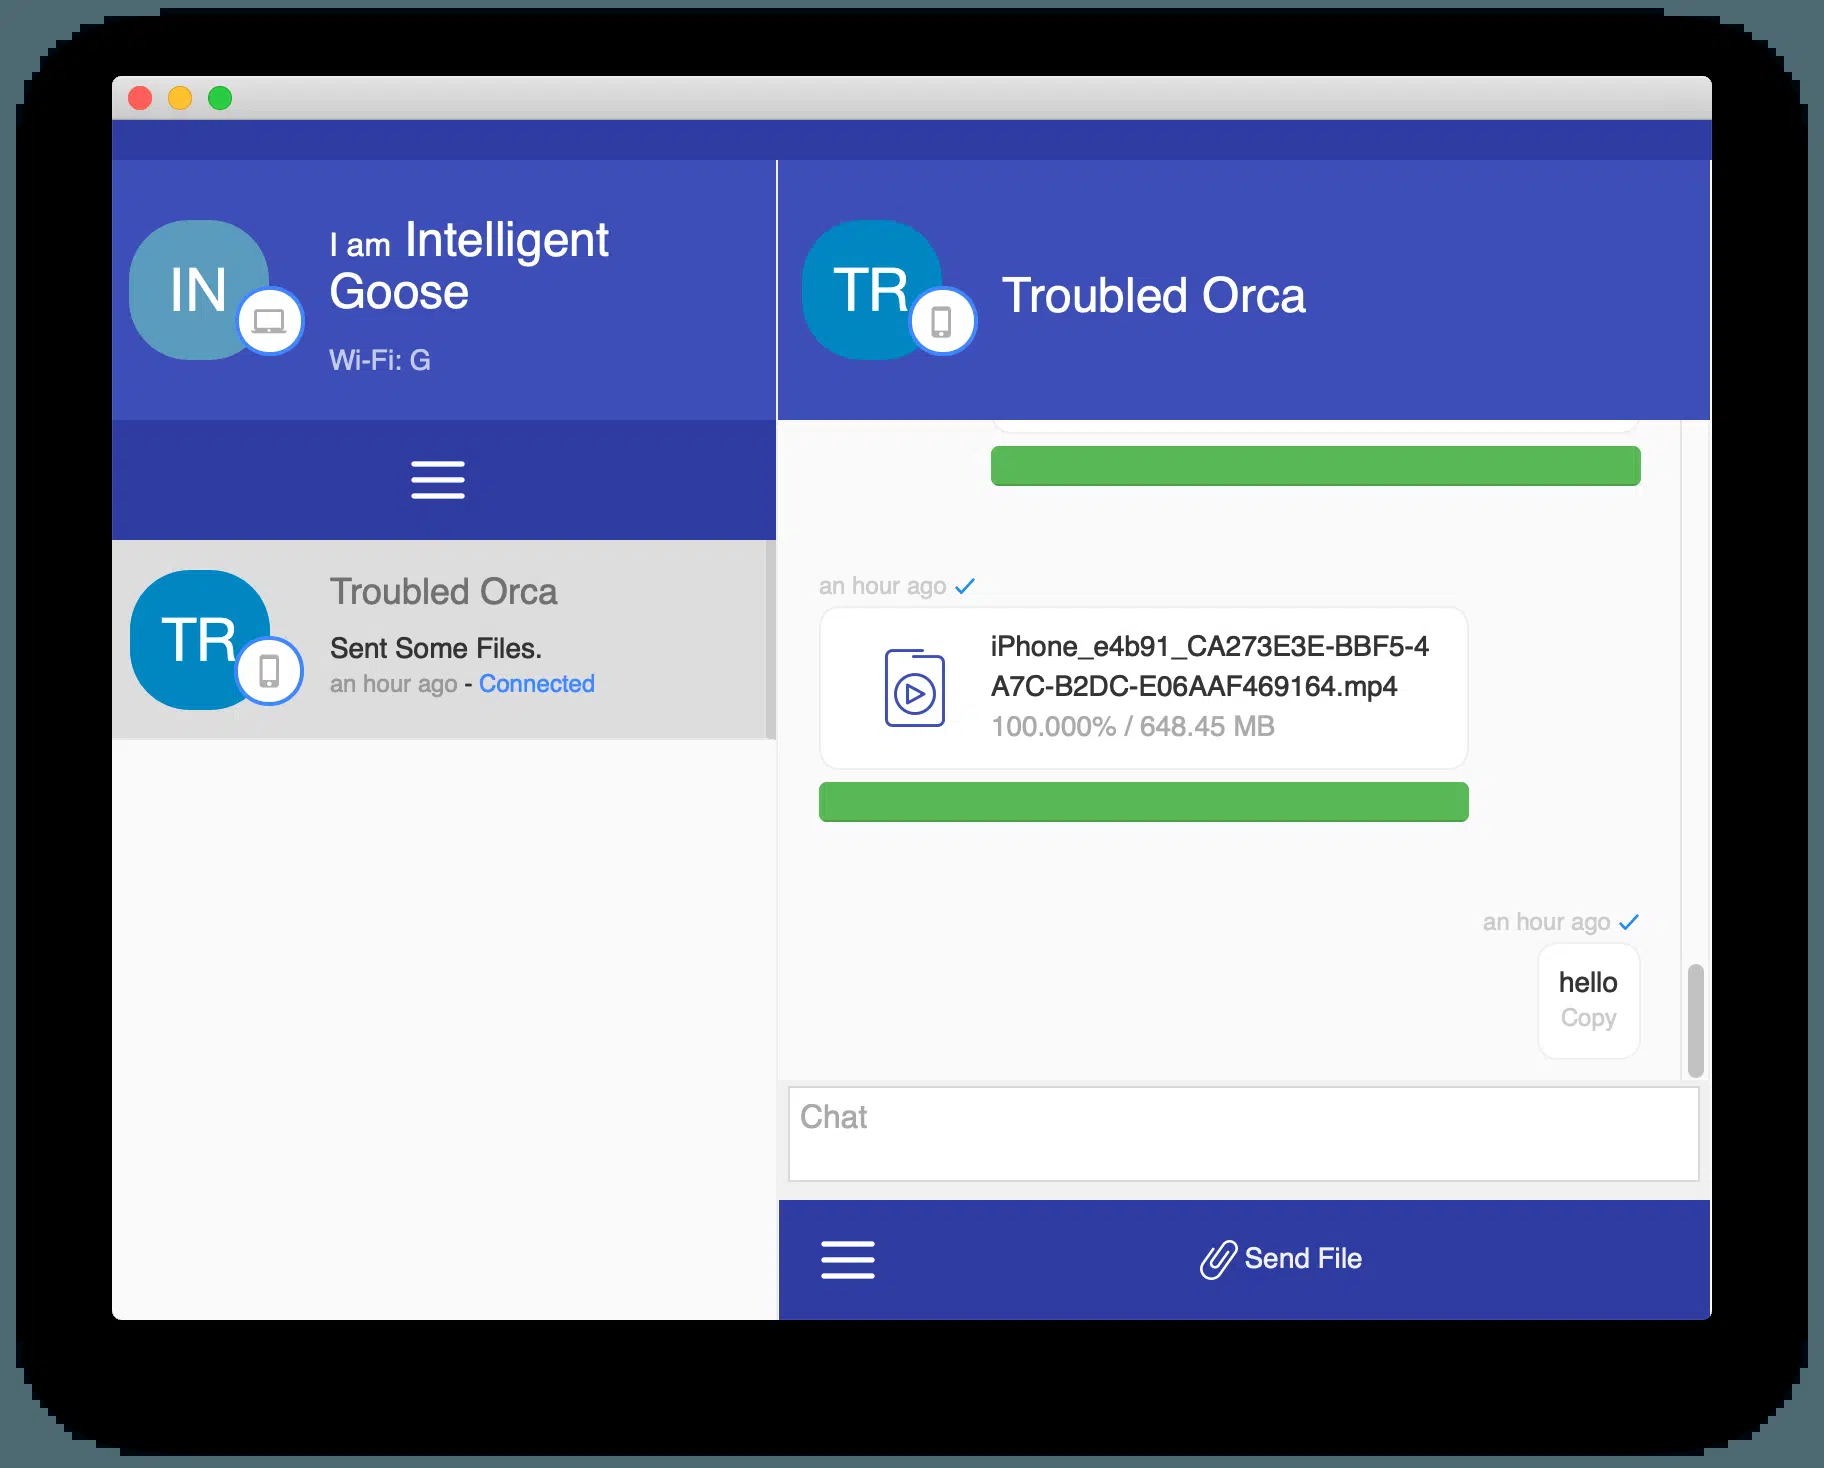 IN
I am Intelligent
Goose
Wi-Fi: G
TR
Troubled Orca
TR
Troubled Orca
Sent Some Files.
an hour ago - Connected
an hour ago
iPhone_e4b91_CA273E3E-BBF5-4
A7C-B2DC-E06AAF469164.mp4
100.000% / 648.45 MB
an hour ago
hello
Copy
Chat
Send File